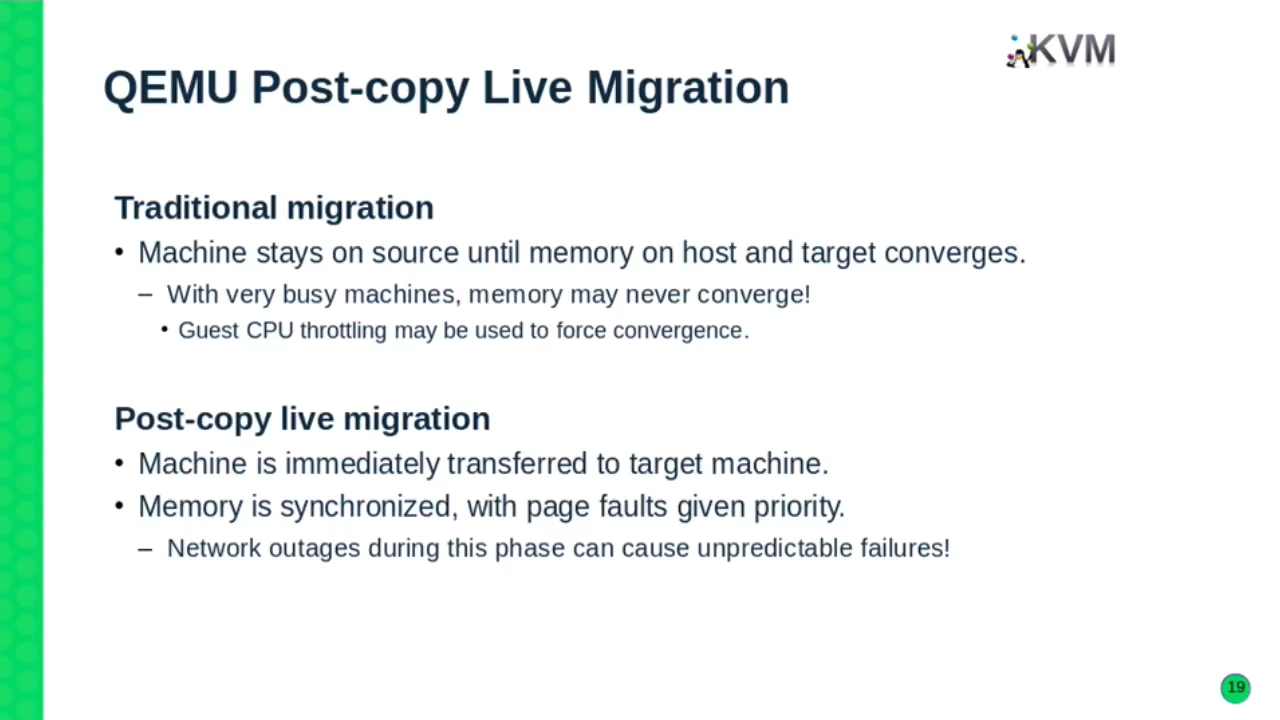 KVM
QEMU Post-copy Live Migration
Traditional migration
• Machine stays on source until memory on host and target converges.
– With very busy machines, memory may never converge!
• Guest CPU throttling may be used to force convergence.
Post-copy live migration
• Machine is immediately transferred to target machine.
• Memory is synchronized, with page faults given priority.
– Network outages during this phase can cause unpredictable failures!
19